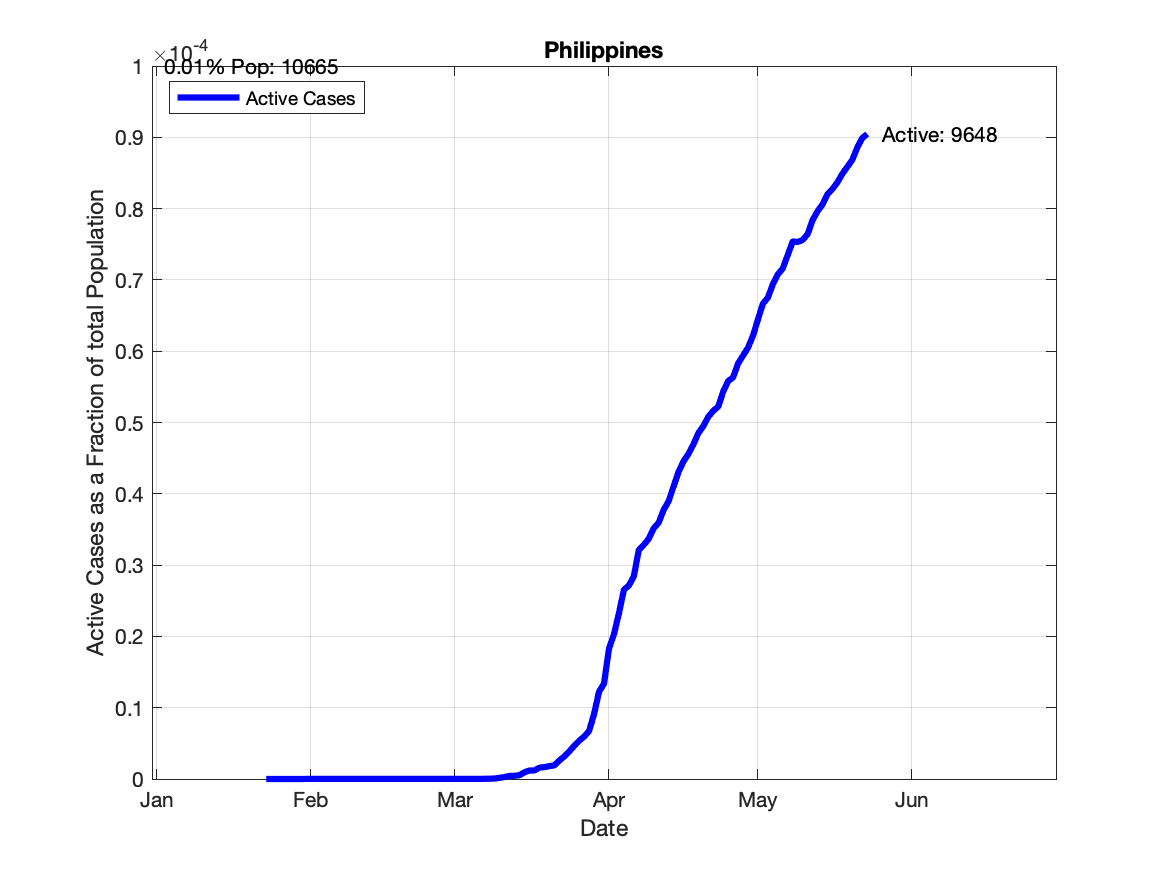 Philippines
×10-4
0.01% Pop: 10665
Active Cases
Active: 9648
1
0.9
0.8
0.7
0.6
0.5
0.4
0.3
0.2
0.1
0
Active Cases as a Fraction of total Population
Jan Feb Mar Apr May Jun
Date